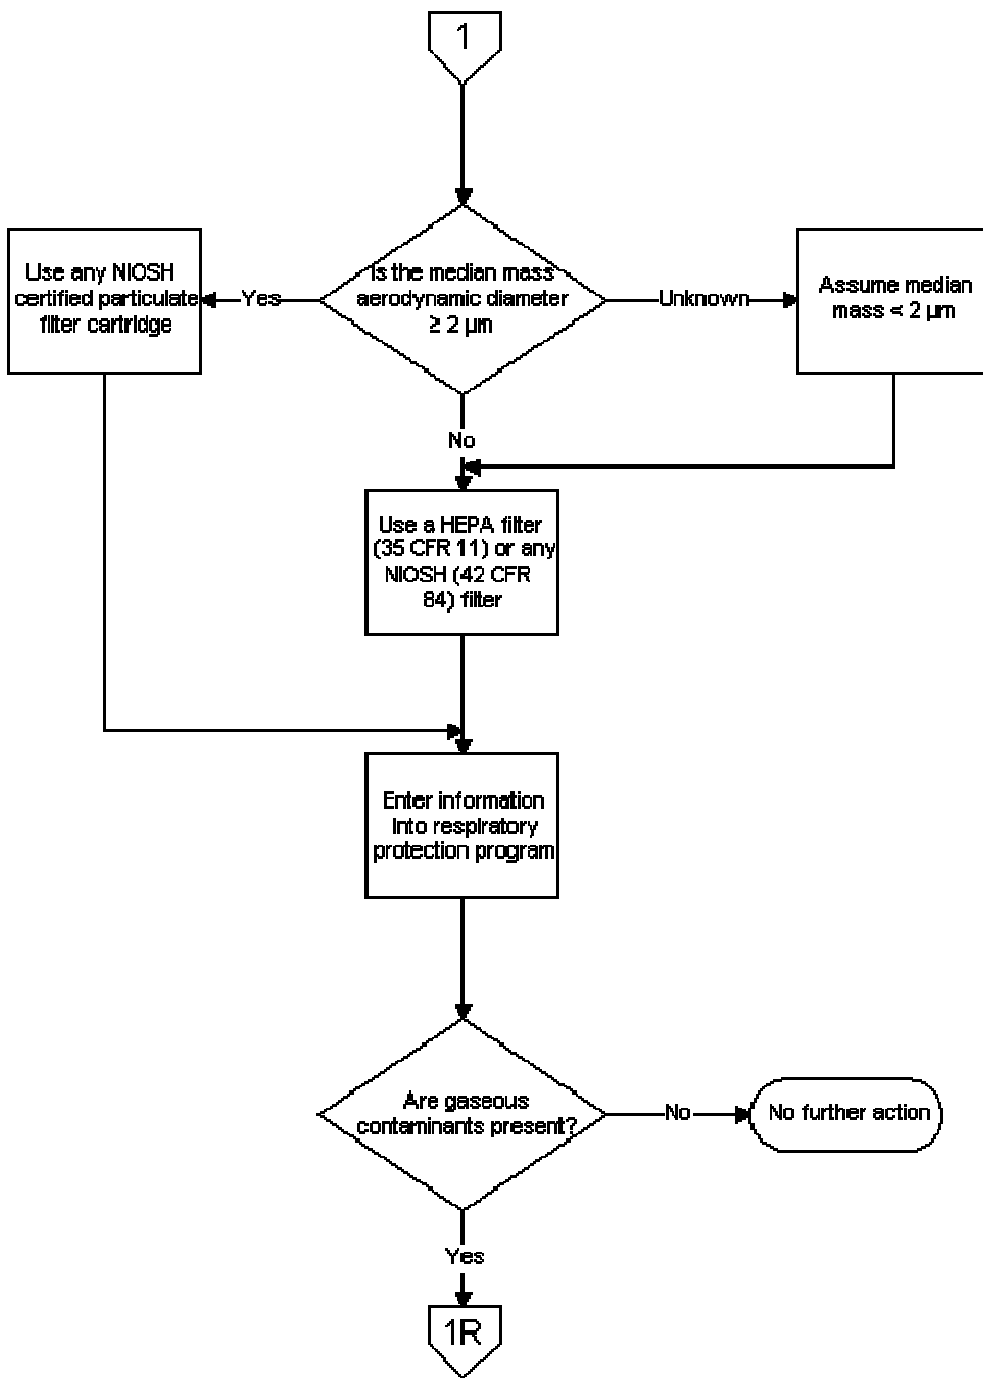 1
Is the median mass
aerodynamic diameter
≥ 2 µm
Yes
Use any NIOSH
certified particulate
filter cartridge
Unknown
Assume median
mass < 2 µm
No
Use a HEPA filter
(35 CFR 11) or any
NIOSH (42 CFR
84) filter
Enter information
into respiratory
protection program
Are gaseous
contaminants present?
No
No further action
Yes
1R